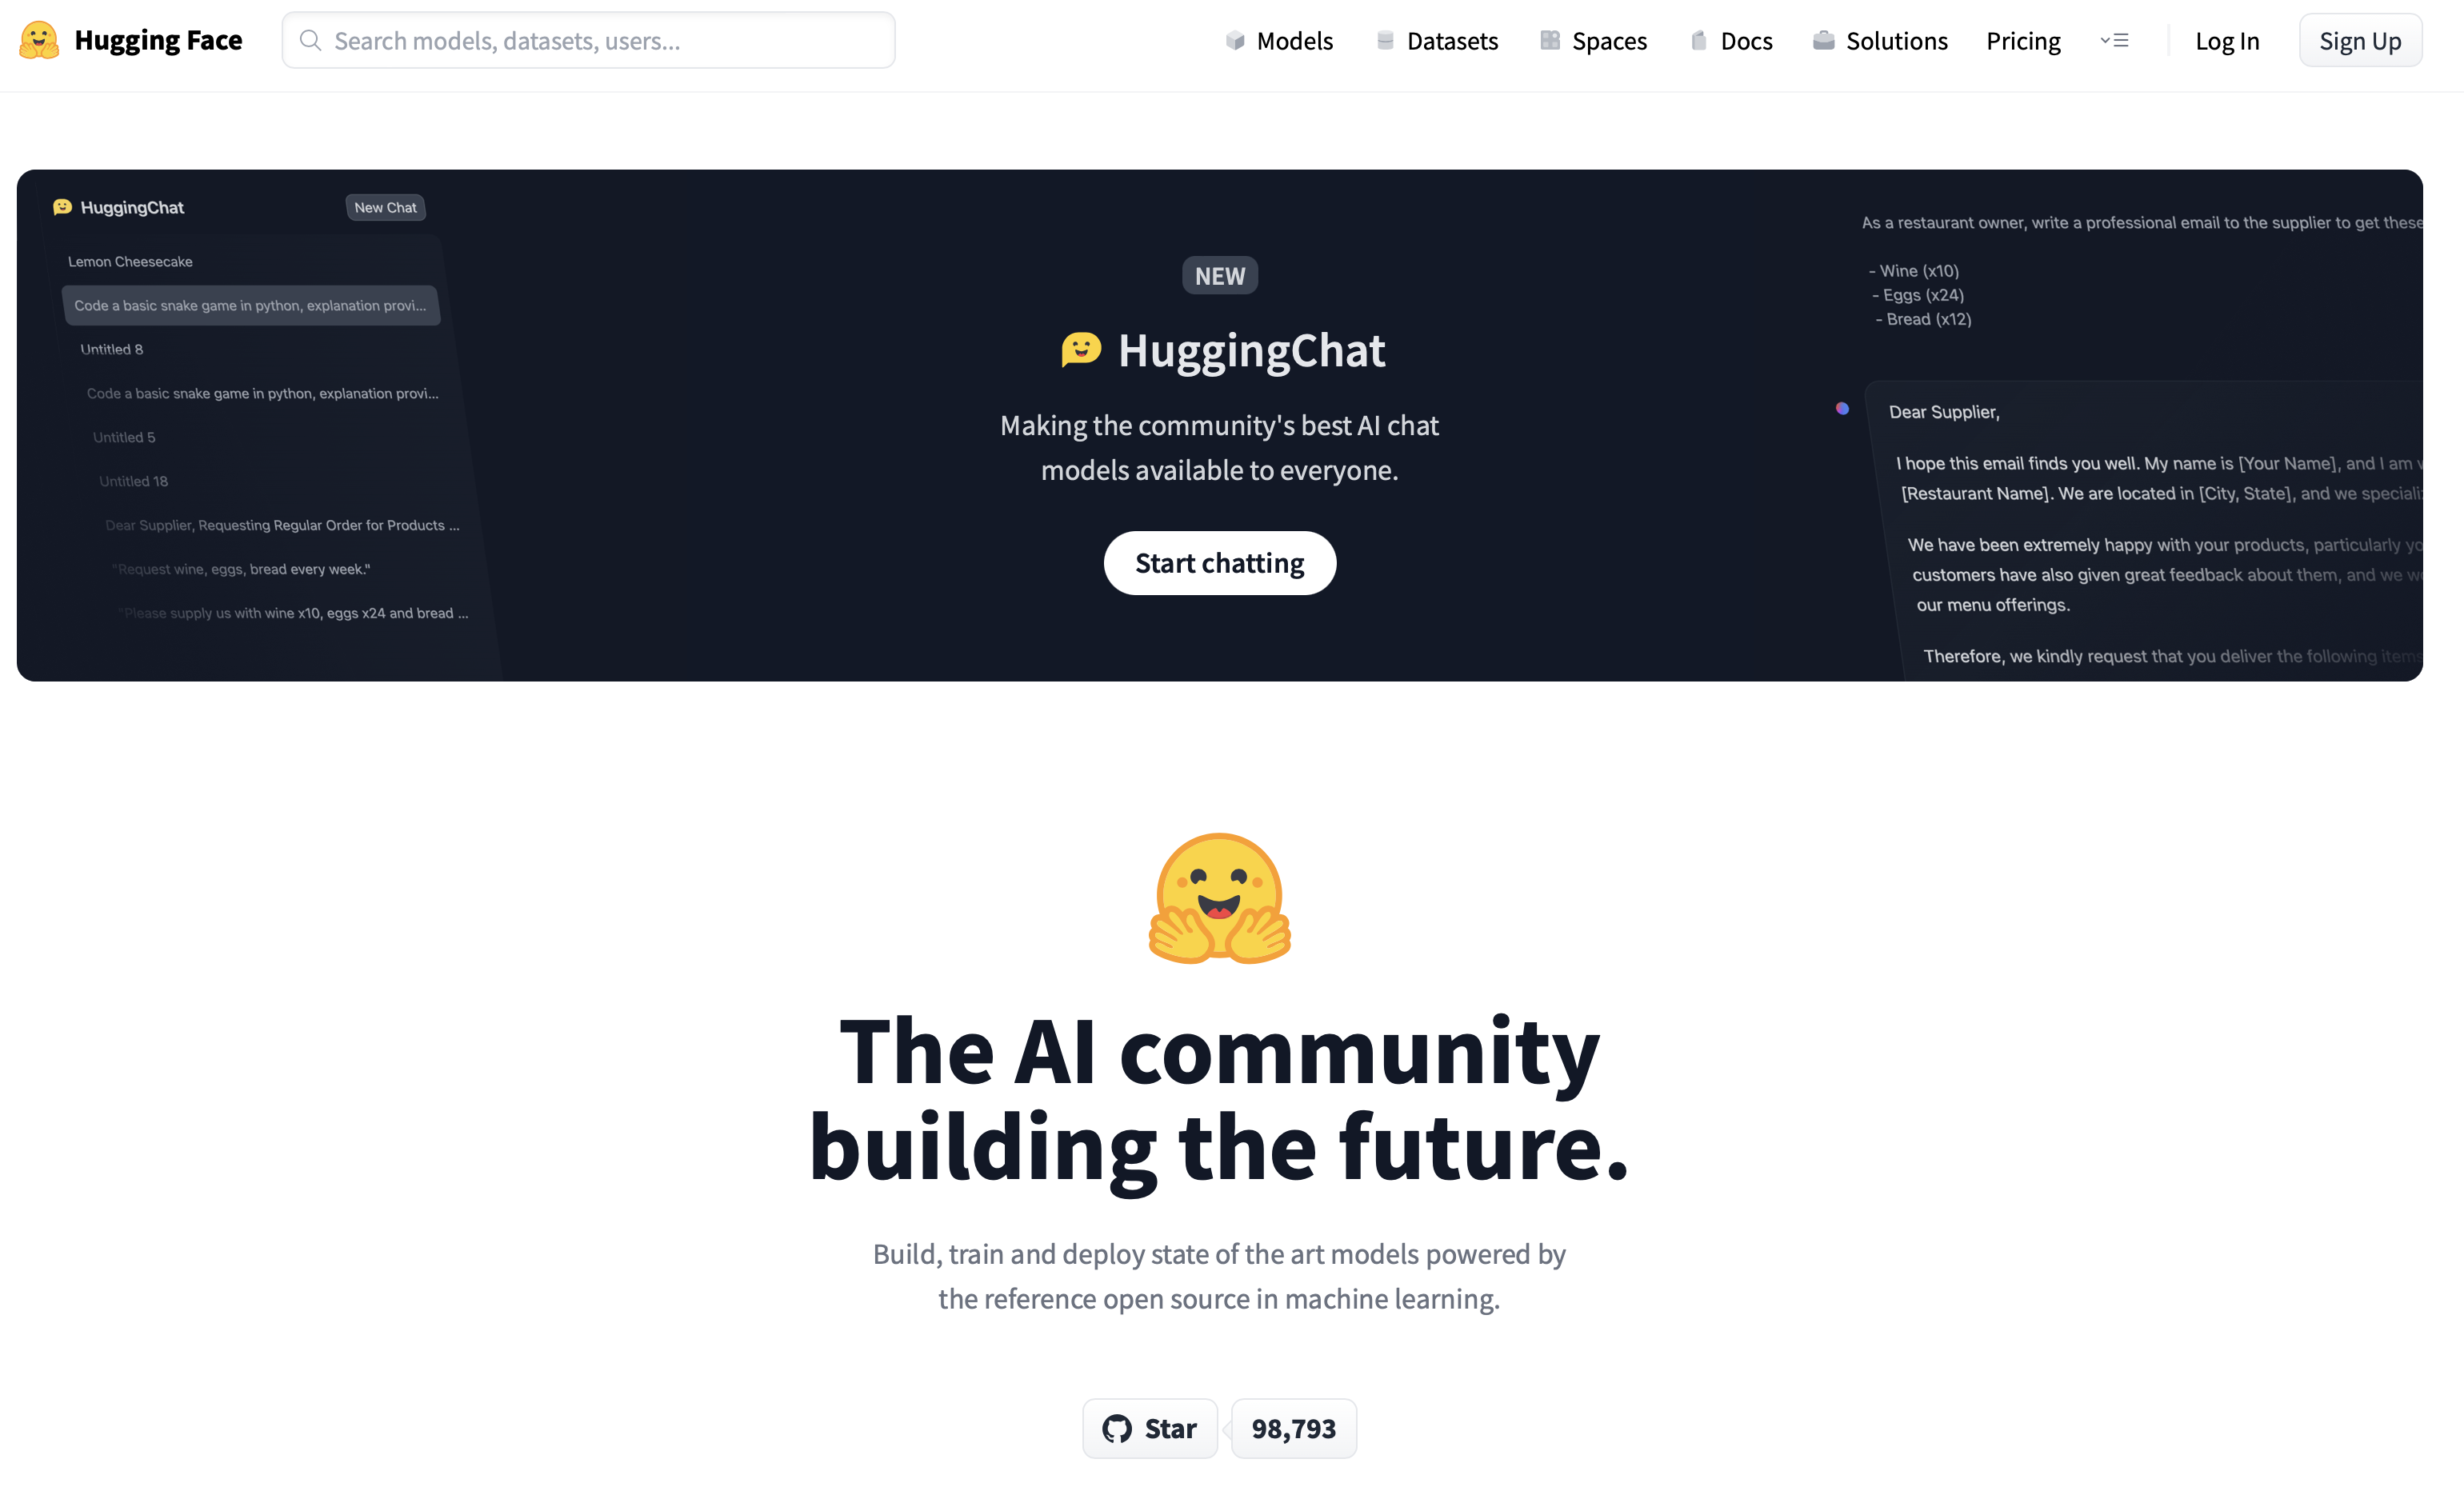 Hugging Face
Search models, datasets, users...
Models
Datasets
Spaces
Docs
Solutions
Pricing
Log In
Sign Up
HuggingChat
New Chat
Lemon Cheesecake
Code a basic snake game in python, explanation provi...
Untitled 8
Code a basic snake game in python, explanation provi...
Untitled 5
Untitled 18
Dear Supplier, Requesting Regular Order for Products ...
"Request wine, eggs, bread every week."
"Please supply us with wine x10, eggs x24 and bread ...
NEW
HuggingChat
Making the community's best AI chat
models available to everyone.
Start chatting
As a restaurant owner, write a professional email to the supplier to get these
- Wine (x10)
- Eggs (x24)
- Bread (x12)
Dear Supplier,
I hope this email finds you well. My name is [Your Name], and I am
[Restaurant Name]. We are located in [City, State], and we
We have been extremely happy with your products, particularly
customers have also given great feedback about them, and we
our menu offerings.
Therefore, we kindly request that you deliver the following items
The AI community
building the future.
Build, train and deploy state of the art models powered by
the reference open source in machine learning.
Star
98,793